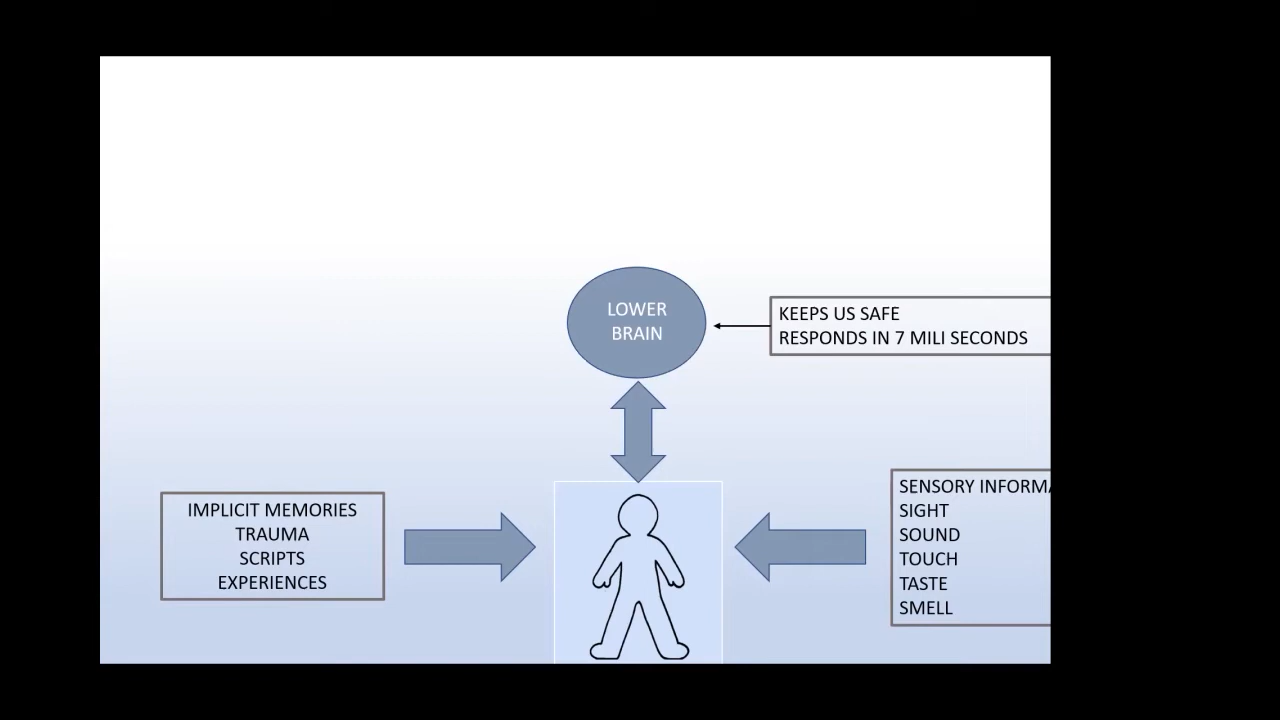 LOWER
BRAIN
KEEPS US SAFE
RESPONDS IN 7 MILI SECONDS
IMPLICIT MEMORIES
TRAUMA
SCRIPTS
EXPERIENCES
SENSORY INFORMA
SIGHT
SOUND
TOUCH
TASTE
SMELL